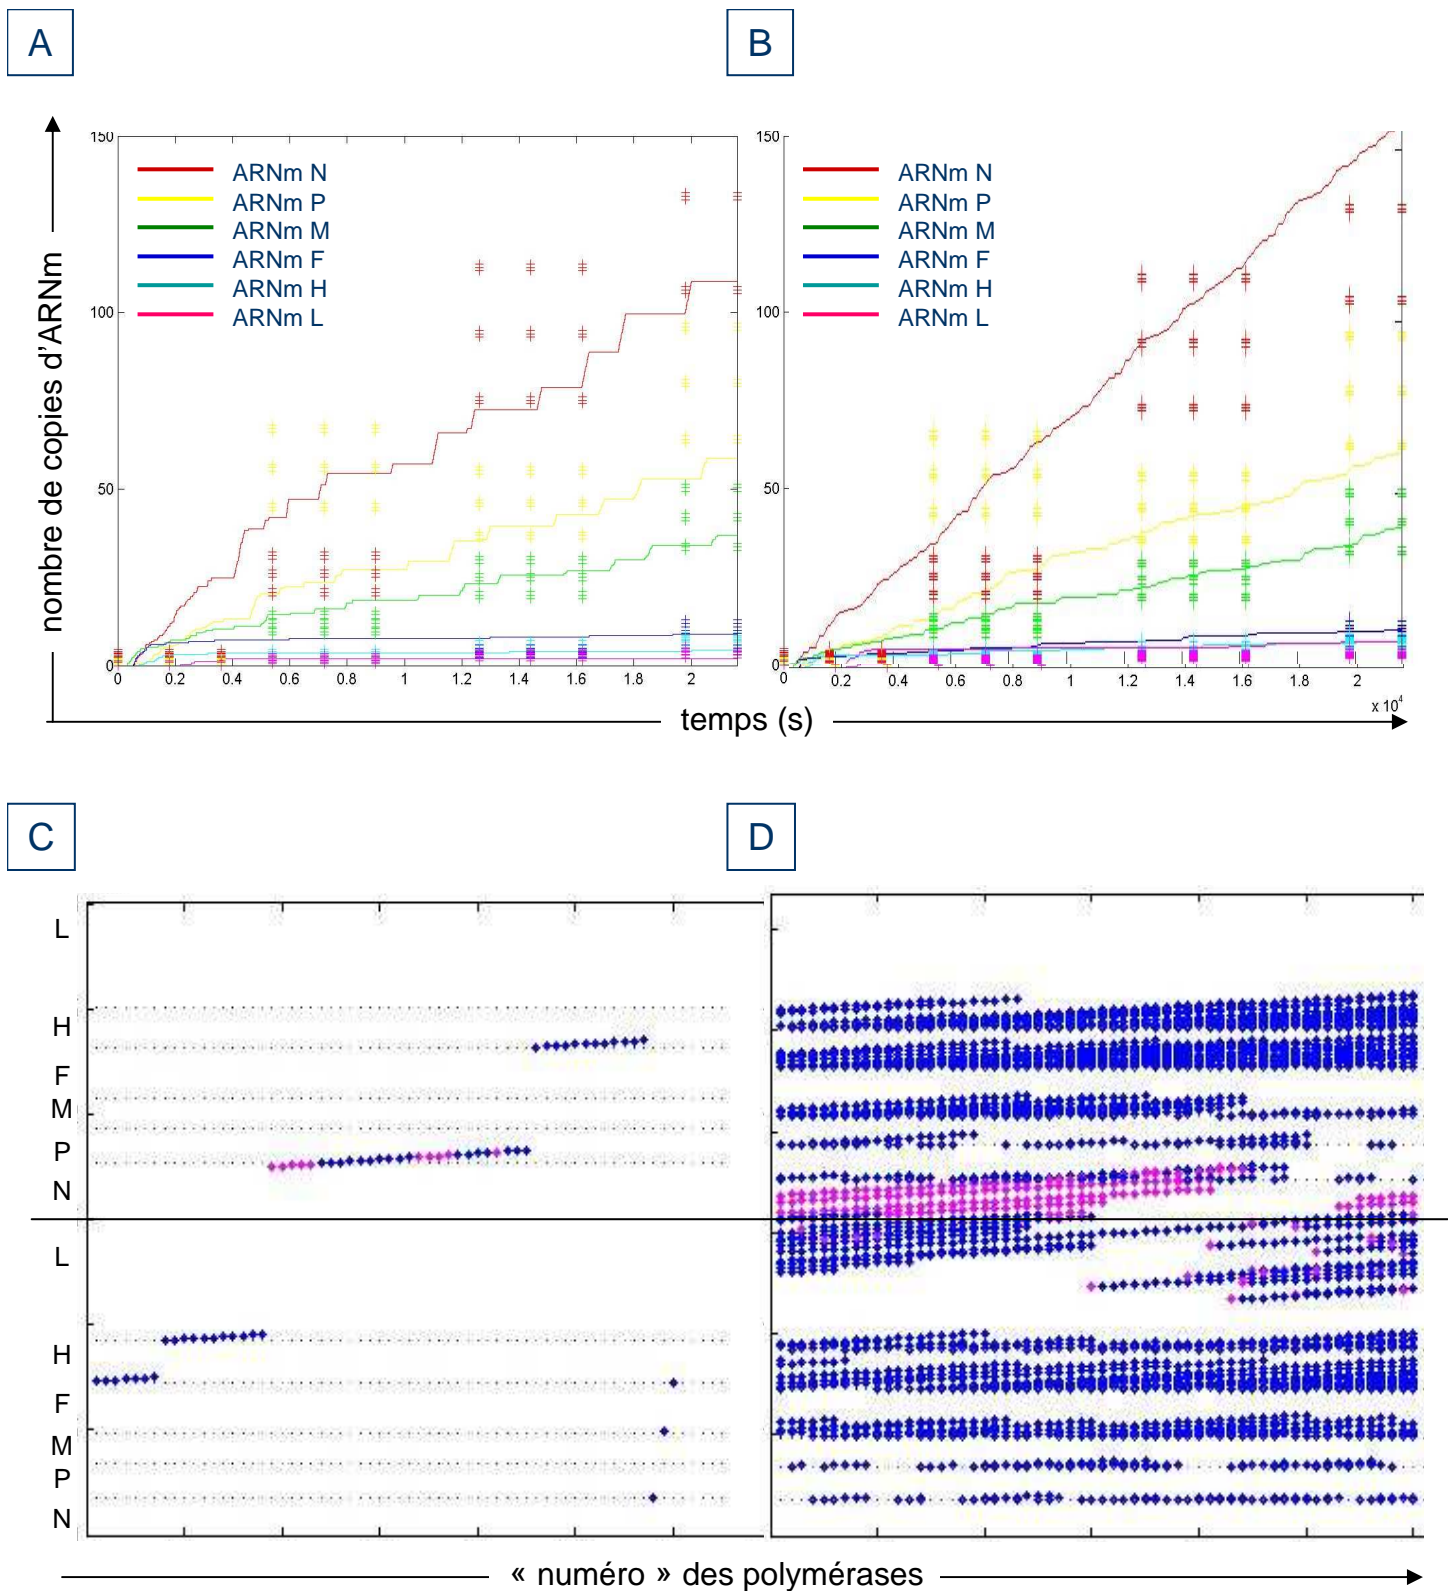 A
B
nombre de copies d'ARNm
150
100
50
0
ARNm N
ARNm P
ARNm M
ARNm F
ARNm H
ARNm L
0 0.2 0.4 0.6 0.8 1 1.2 1.4 1.6 1.8 2
150
100
50
0
ARNm N
ARNm P
ARNm M
ARNm F
ARNm H
ARNm L
0 0.2 0.4 0.6 0.8 1 1.2 1.4 1.6 1.8 2
x 10⁴
temps (s)
C
D
L
H
F
M
P
N
L
H
F
M
P
N
« numéro » des polymérases